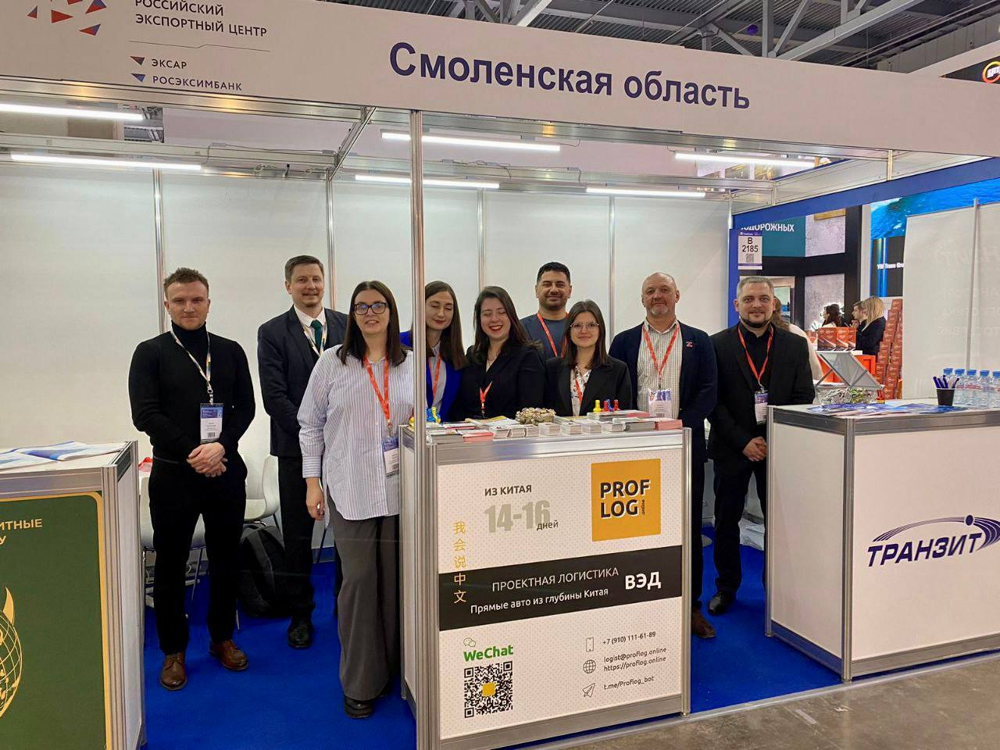 РОССИЙСКИЙ
ЭКСПОРТНЫЙ ЦЕНТР
ЭКСАР
РОСЭКСИМБАНК
Смоленская область
ДОРОЖНЫХ
B
2185
ИЗ КИТАЯ
14-16
дней
PROF
LOG
.online
我会说中文
ПРОЕКТНАЯ ЛОГИСТИКА ВЭД
Прямые авто из глубины Китая
WeChat
+7 (910) 111-61-89
logist@proflog.online
https://proflog.online
t.me/Proflog_bot
ТРАНЗИТ